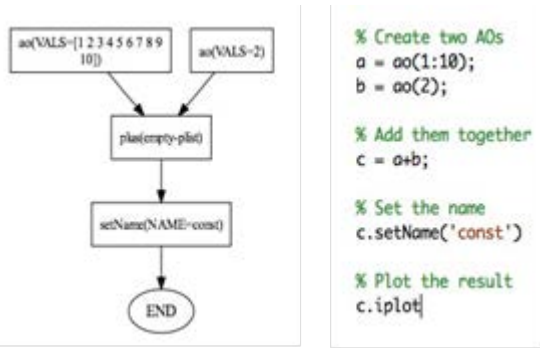 ao(VALS=[1 2 3 4 5 6 7 8 9
10])
ao(VALS=2)
plus(empty-plist)
setName(NAME=const)
END
% Create two AOs
a = ao(1:10);
b = ao(2);
% Add them together
c = a+b;
% Set the name
c.setName('const')
% Plot the result
c.iplot